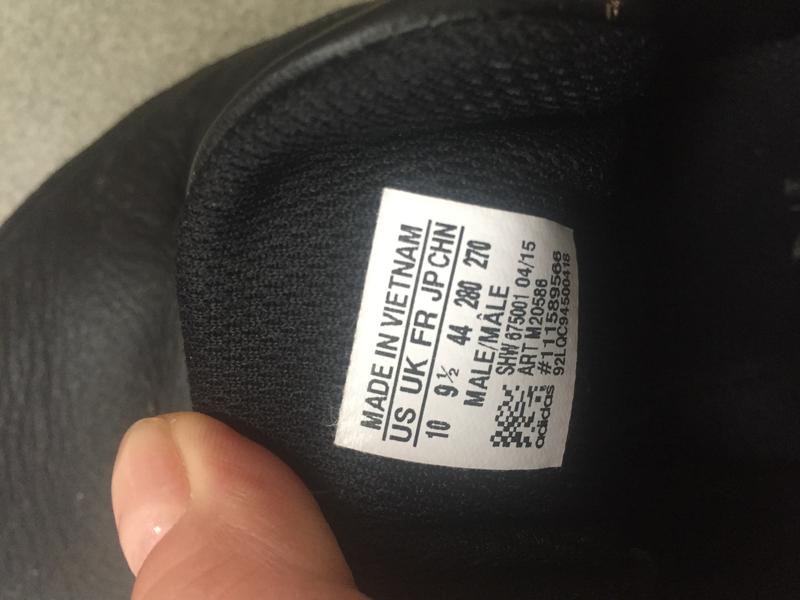 MADE IN VIETNAM
US UK FR JP CHN
10 9½ 44 280 270
MALE/MÂLE
SHW 675001 04/15
ART M20586
#111589566
92LQC94500418
adidas